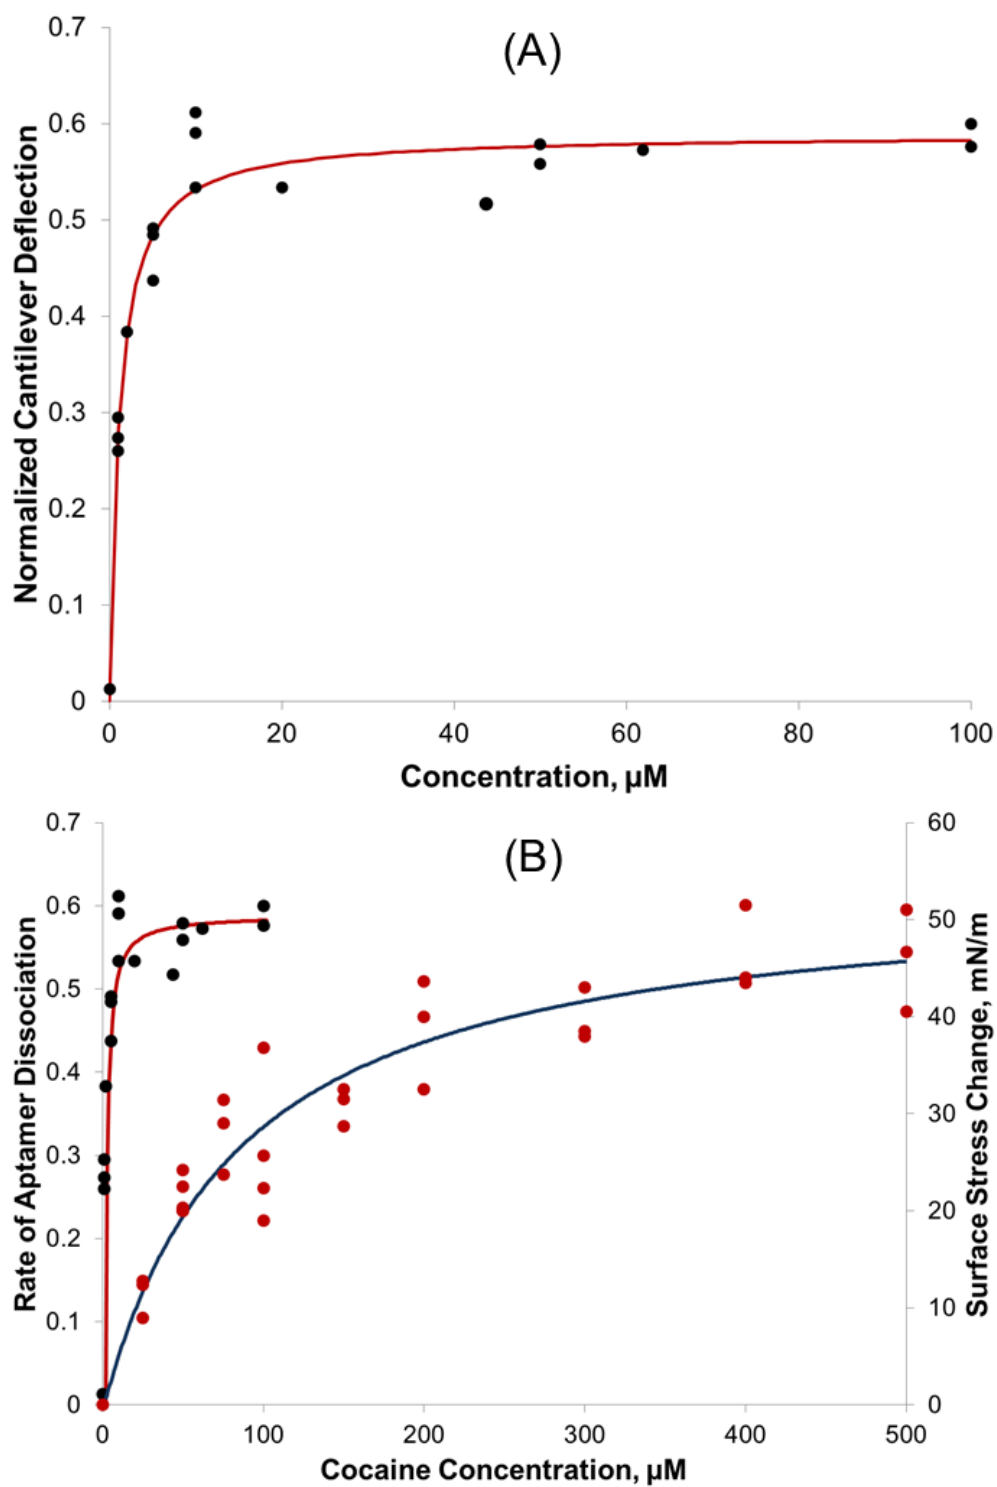 (A)
Normalized Cantilever Deflection
0.7
0.6
0.5
0.4
0.3
0.2
0.1
0
0 20 40 60 80 100
Concentration, µM
(B)
Rate of Aptamer Dissociation
0.7
0.6
0.5
0.4
0.3
0.2
0.1
0
60
50
40
30
20
10
0
Surface Stress Change, mN/m
0 100 200 300 400 500
Cocaine Concentration, µM